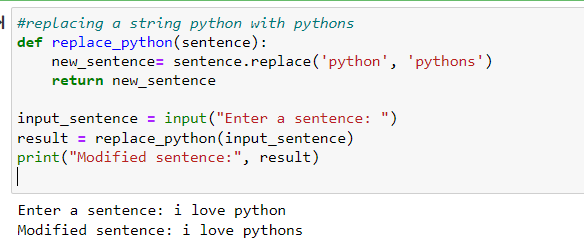 #replacing a string python with pythons
def replace_python(sentence):
    new_sentence= sentence.replace('python', 'pythons')
    return new_sentence

input_sentence = input("Enter a sentence: ")
result = replace_python(input_sentence)
print("Modified sentence:", result)

Enter a sentence: i love python
Modified sentence: i love pythons